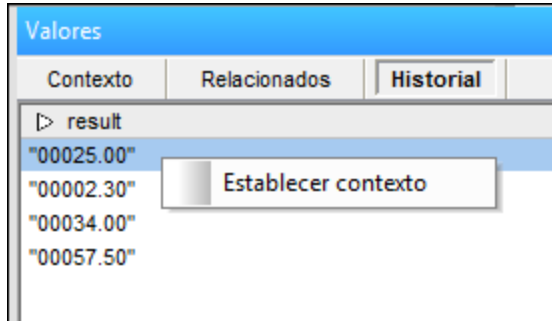 Valores
Contexto Relacionados Historial
result
"00025.00"
Establecer contexto
"00002.30"
"00034.00"
"00057.50"